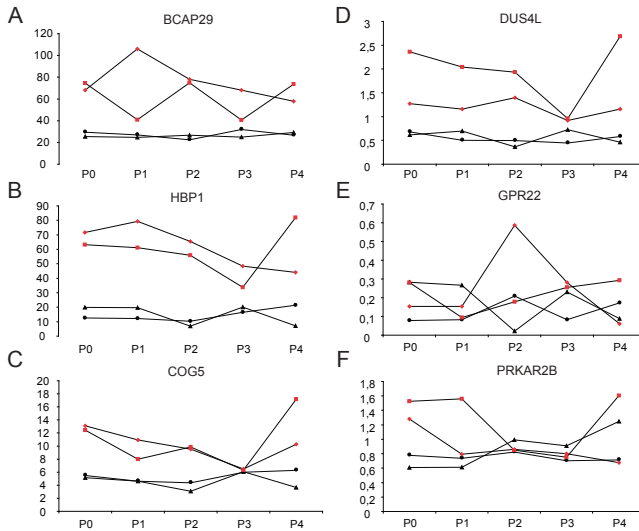 A
BCAP29
120
100
80
60
40
20
0
P0 P1 P2 P3 P4
B
HBP1
90
80
70
60
50
40
30
20
10
0
P0 P1 P2 P3 P4
C
COG5
20
18
16
14
12
10
8
6
4
2
0
P0 P1 P2 P3 P4
D
DUS4L
3
2,5
2
1,5
1
0,5
0
P0 P1 P2 P3 P4
E
GPR22
0,7
0,6
0,5
0,4
0,3
0,2
0,1
0
P0 P1 P2 P3 P4
F
PRKAR2B
1,8
1,6
1,4
1,2
1
0,8
0,6
0,4
0,2
0
P0 P1 P2 P3 P4